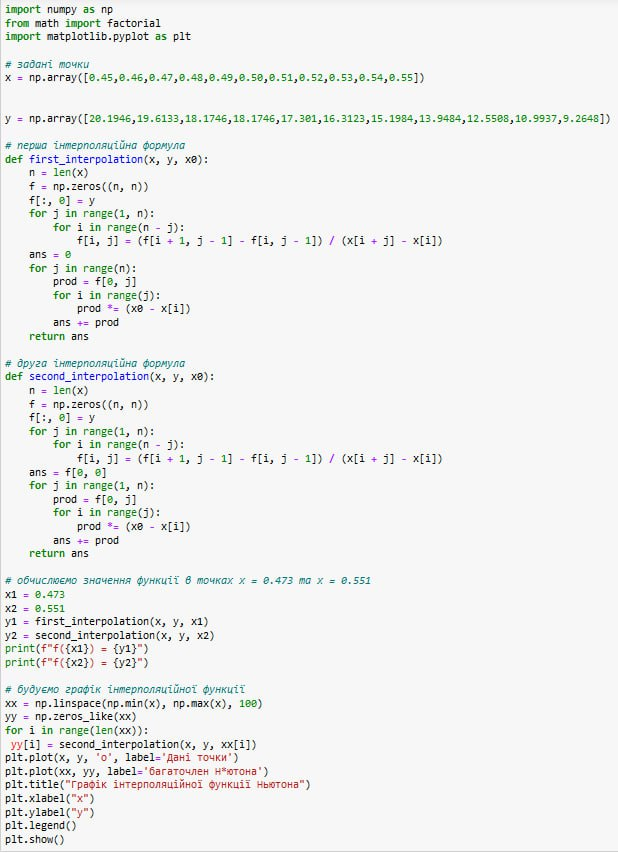 import numpy as np
from math import factorial
import matplotlib.pyplot as plt
# задані точки
x = np.array([0.45,0.46,0.47,0.48,0.49,0.50,0.51,0.52,0.53,0.54,0.55])
y = np.array([20.1946,19.6133,18.1746,18.1746,17.301,16.3123,15.1984,13.9484,12.5508,10.9937,9.2648])
# перша інтерполяційна формула
def first_interpolation(x, y, x0):
    n = len(x)
    f = np.zeros((n, n))
    f[:, 0] = y
    for j in range(1, n):
        for i in range(n - j):
            f[i, j] = (f[i + 1, j - 1] - f[i, j - 1]) / (x[i + j] - x[i])
    ans = 0
    for j in range(n):
        prod = f[0, j]
        for i in range(j):
            prod *= (x0 - x[i])
        ans += prod
    return ans
# друга інтерполяційна формула
def second_interpolation(x, y, x0):
    n = len(x)
    f = np.zeros((n, n))
    f[:, 0] = y
    for j in range(1, n):
        for i in range(n - j):
            f[i, j] = (f[i + 1, j - 1] - f[i, j - 1]) / (x[i + j] - x[i])
    ans = f[0, 0]
    for j in range(1, n):
        prod = f[0, j]
        for i in range(j):
            prod *= (x0 - x[i])
        ans += prod
    return ans
# обчислюємо значення функції в точках x = 0.473 та x = 0.551
x1 = 0.473
x2 = 0.551
y1 = first_interpolation(x, y, x1)
y2 = second_interpolation(x, y, x2)
print(f"f({x1}) = {y1}")
print(f"f({x2}) = {y2}")
# будуємо графік інтерполяційної функції
xx = np.linspace(np.min(x), np.max(x), 100)
yy = np.zeros_like(xx)
for i in range(len(xx)):
 yy[i] = second_interpolation(x, y, xx[i])
plt.plot(x, y, 'o', label='Дані точки')
plt.plot(xx, yy, label='багаточлен Н*ютона')
plt.title("Графік інтерполяційної функції Ньютона")
plt.xlabel("x")
plt.ylabel("y")
plt.legend()
plt.show()